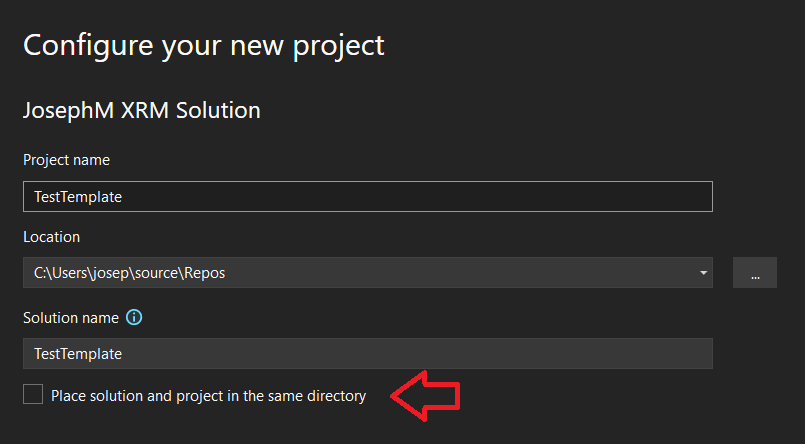 Configure your new project
JosephM XRM Solution
Project name
TestTemplate
Location
C:\Users\josep\source\Repos
...
Solution name
TestTemplate
Place solution and project in the same directory